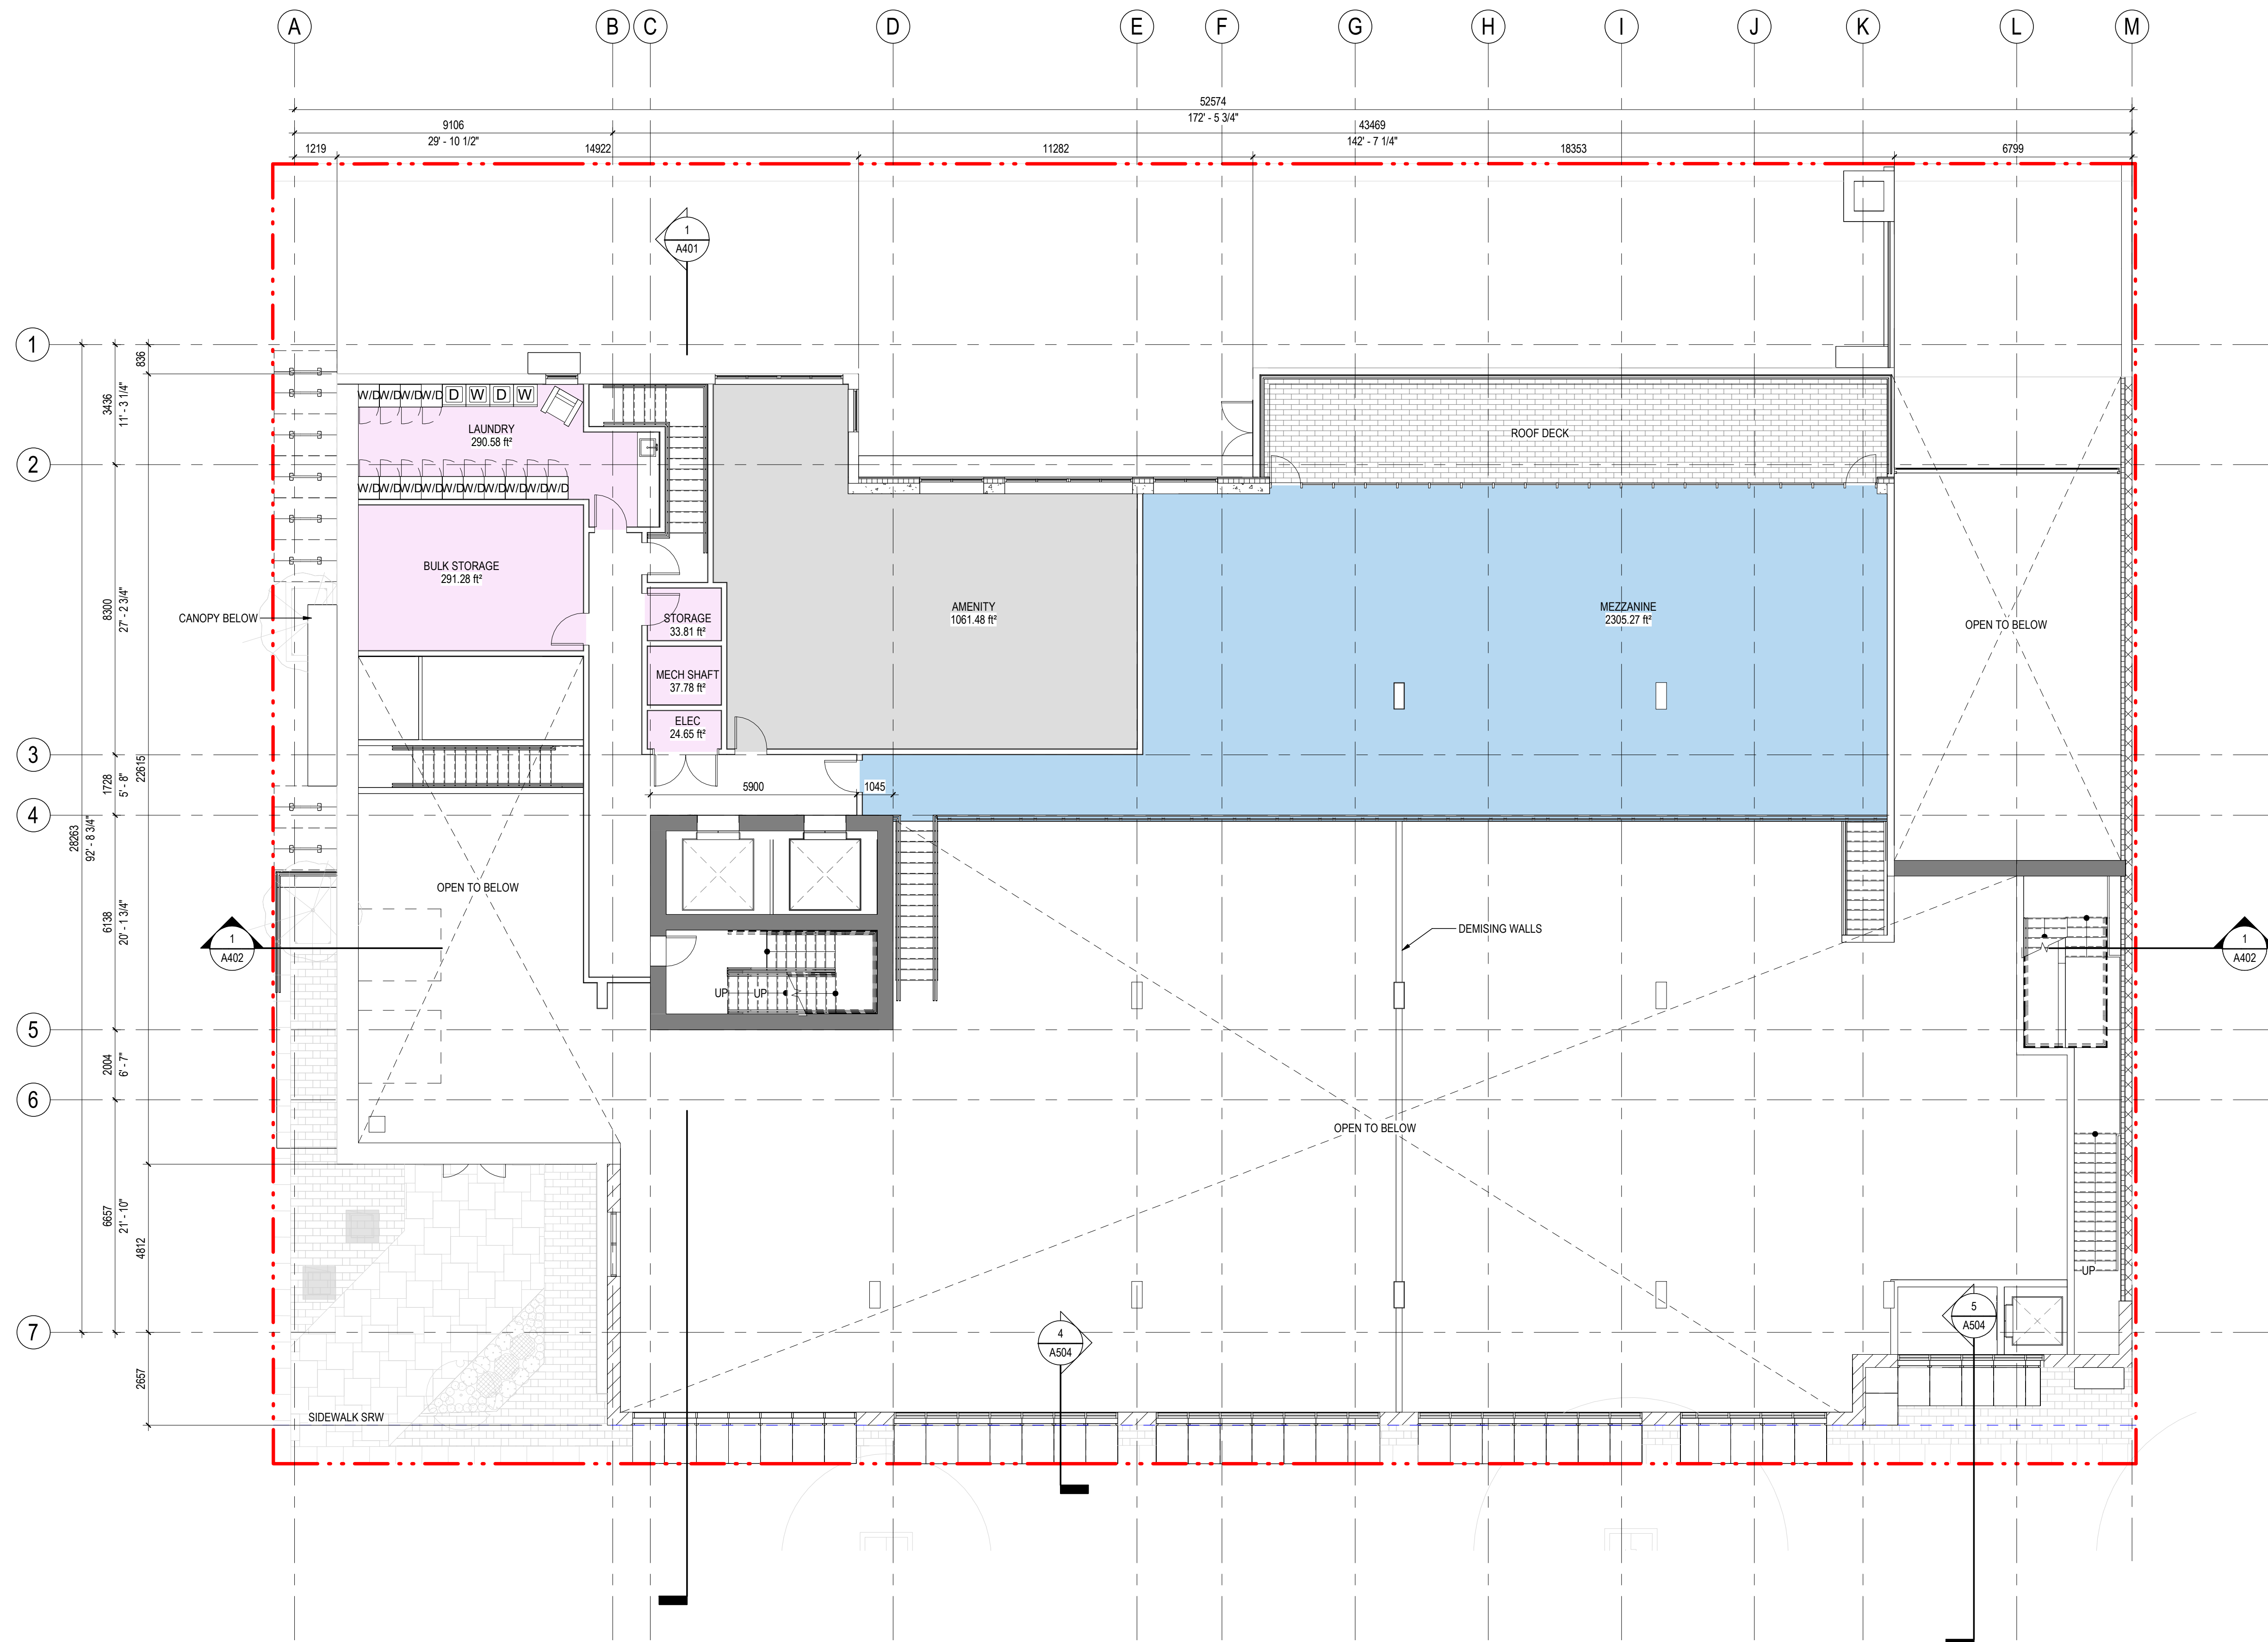 A B C D E F G H I J K L M
52574
172' - 5 3/4"
9106
29' - 10 1/2"
43469
142' - 7 1/4"
1219
14922
11282
18353
6799
1
A401
1
836
3436
11' - 3 1/4"
W/D W/D W/D W/D D W D W
LAUNDRY
290.58 ft²
ROOF DECK
2
W/D W/D W/D W/D W/D W/D W/D W/D W/D W/D
BULK STORAGE
291.28 ft²
8300
27' - 2 3/4"
CANOPY BELOW
STORAGE
33.81 ft²
AMENITY
1061.48 ft²
MEZZANINE
2305.27 ft²
OPEN TO BELOW
MECH SHAFT
37.78 ft²
ELEC
24.65 ft²
3
1728
5' - 8"
22615
5900
1045
4
28263
92' - 8 3/4"
6138
20' - 1 3/4"
OPEN TO BELOW
1
A402
DEMISING WALLS
1
A402
UP
UP
5
2004
6' - 7"
6
OPEN TO BELOW
6657
21' - 10"
4812
UP
7
4
A504
5
A504
2657
SIDEWALK SRW